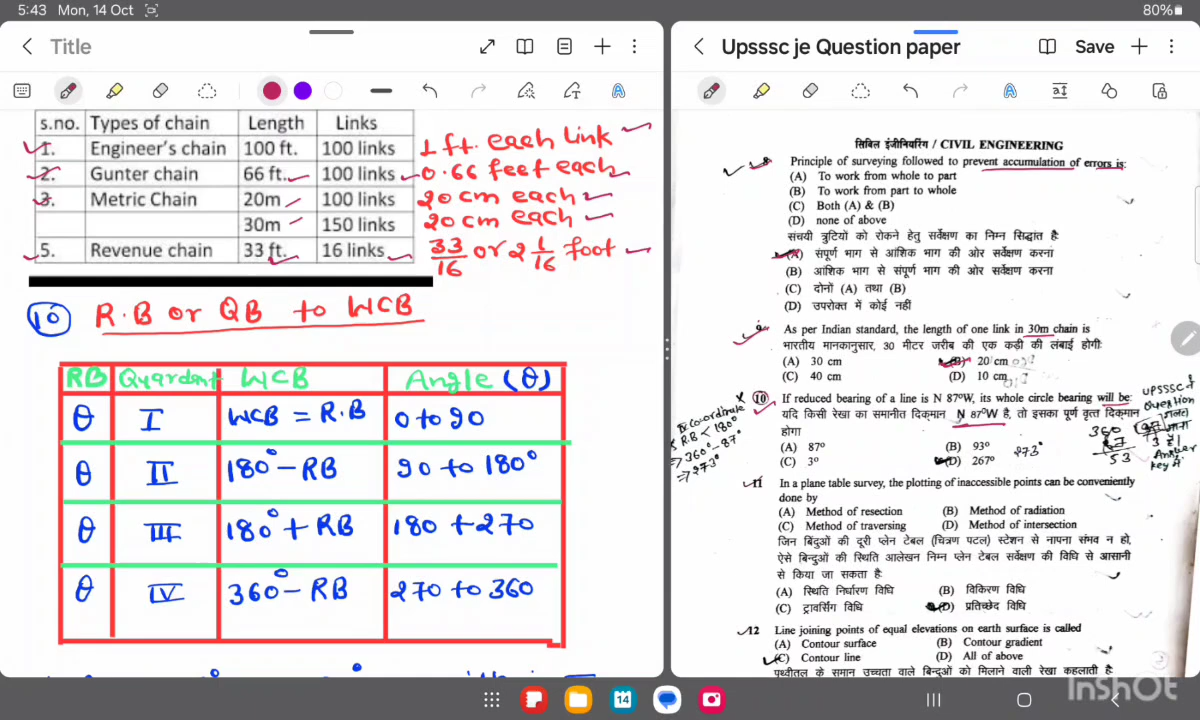 5:43 Mon, 14 Oct
80%
Title
s.no. Types of chain Length Links
1. Engineer's chain 100 ft. 100 links 1 ft. each link
2. Gunter chain 66 ft. 100 links 0.66 feet each
3. Metric Chain 20m 100 links 20 cm each
30m 150 links 20 cm each
5. Revenue chain 33 ft. 16 links 33/16 or 2 1/16 foot
10 R.B or QB to WCB
RB Quardant WCB Angle (θ)
θ I WCB = R.B 0 to 90
θ II 180° - RB 90 to 180°
θ III 180° + RB 180 to 270
θ IV 360° - RB 270 to 360
Upsssc je Question paper
Save
सिविल इंजीनियरिंग / CIVIL ENGINEERING
Principle of surveying followed to prevent accumulation of errors is:
(A) To work from whole to part
(B) To work from part to whole
(C) Both (A) & (B)
(D) none of above
संचयी त्रुटियों को रोकने हेतु सर्वेक्षण का निम्न सिद्धांत है
(A) संपूर्ण भाग से आंशिक भाग की ओर सर्वेक्षण करना
(B) आंशिक भाग से संपूर्ण भाग की ओर सर्वेक्षण करना
(C) दोनों (A) तथा (B)
(D) उपरोक्त में कोई नहीं
As per Indian standard, the length of one link in 30m chain is
भारतीय मानकानुसार, 30 मीटर जरीब की एक कड़ी की लंबाई होगी:
(A) 30 cm (B) 20 cm
(C) 40 cm (D) 10 cm
10 If reduced bearing of a line is N 87°W, its whole circle bearing will be:
यदि किसी रेखा का समानीत दिक्मान N 87°W है, तो इसका पूर्ण वृत्त दिक्मान
होगा
(A) 87° (B) 93°
(C) 3° (D) 267°
273°
R.B < 180°
⇒ 360° - 87°
⇒ 273°
UPSSSC
Question
गलत
माना
है।
Answer
key
360
87
53
11 In a plane table survey, the plotting of inaccessible points can be conveniently
done by
(A) Method of resection (B) Method of radiation
(C) Method of traversing (D) Method of intersection
जिन बिंदुओं की दूरी प्लेन टेबल (चित्रण पटल) स्टेशन से नापना संभव न हो,
ऐसे बिन्दुओं की स्थिति आलेखन निम्न प्लेन टेबल सर्वेक्षण की विधि से आसानी
से किया जा सकता है
(A) स्थिति निर्धारण विधि (B) विकिरण विधि
(C) ट्रावर्सिंग विधि (D) प्रतिच्छेद विधि
12 Line joining points of equal elevations on earth surface is called
(A) Contour surface (B) Contour gradient
(C) Contour line (D) All of above
पृथ्वीतल के समान उच्चता वाले बिन्दुओं को मिलाने वाली रेखा कहलाती है
14
InShOt